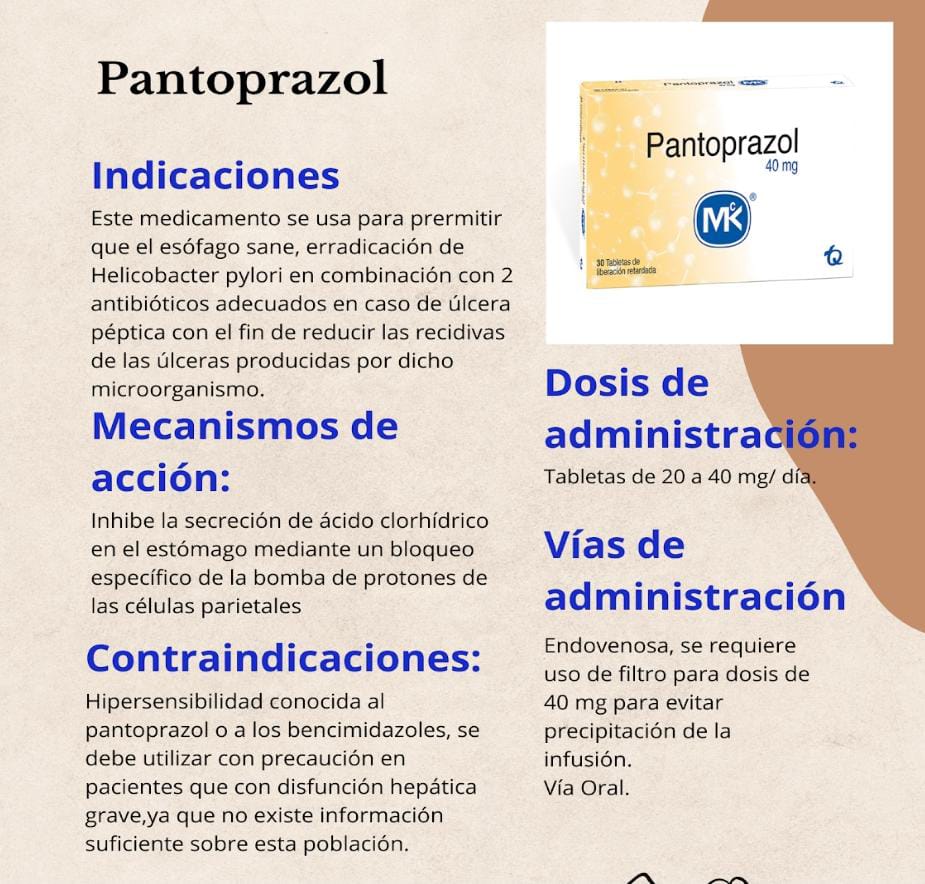 Pantoprazol
Indicaciones
Este medicamento se usa para prermitir
que el esófago sane, erradicación de
Helicobacter pylori en combinación con 2
antibióticos adecuados en caso de úlcera
péptica con el fin de reducir las recidivas
de las úlceras producidas por dicho
microorganismo.
Mecanismos de
acción:
Inhibe la secreción de ácido clorhídrico
en el estómago mediante un bloqueo
específico de la bomba de protones de
las células parietales
Contraindicaciones:
Hipersensibilidad conocida al
pantoprazol o a los bencimidazoles, se
debe utilizar con precaución en
pacientes que con disfunción hepática
grave,ya que no existe información
suficiente sobre esta población.
Pantoprazol
Pantoprazol
40 mg
McK®
30 Tabletas de
liberación retardada
TQ
Dosis de
administración:
Tabletas de 20 a 40 mg/ día.
Vías de
administración
Endovenosa, se requiere
uso de filtro para dosis de
40 mg para evitar
precipitación de la
infusión.
Vía Oral.